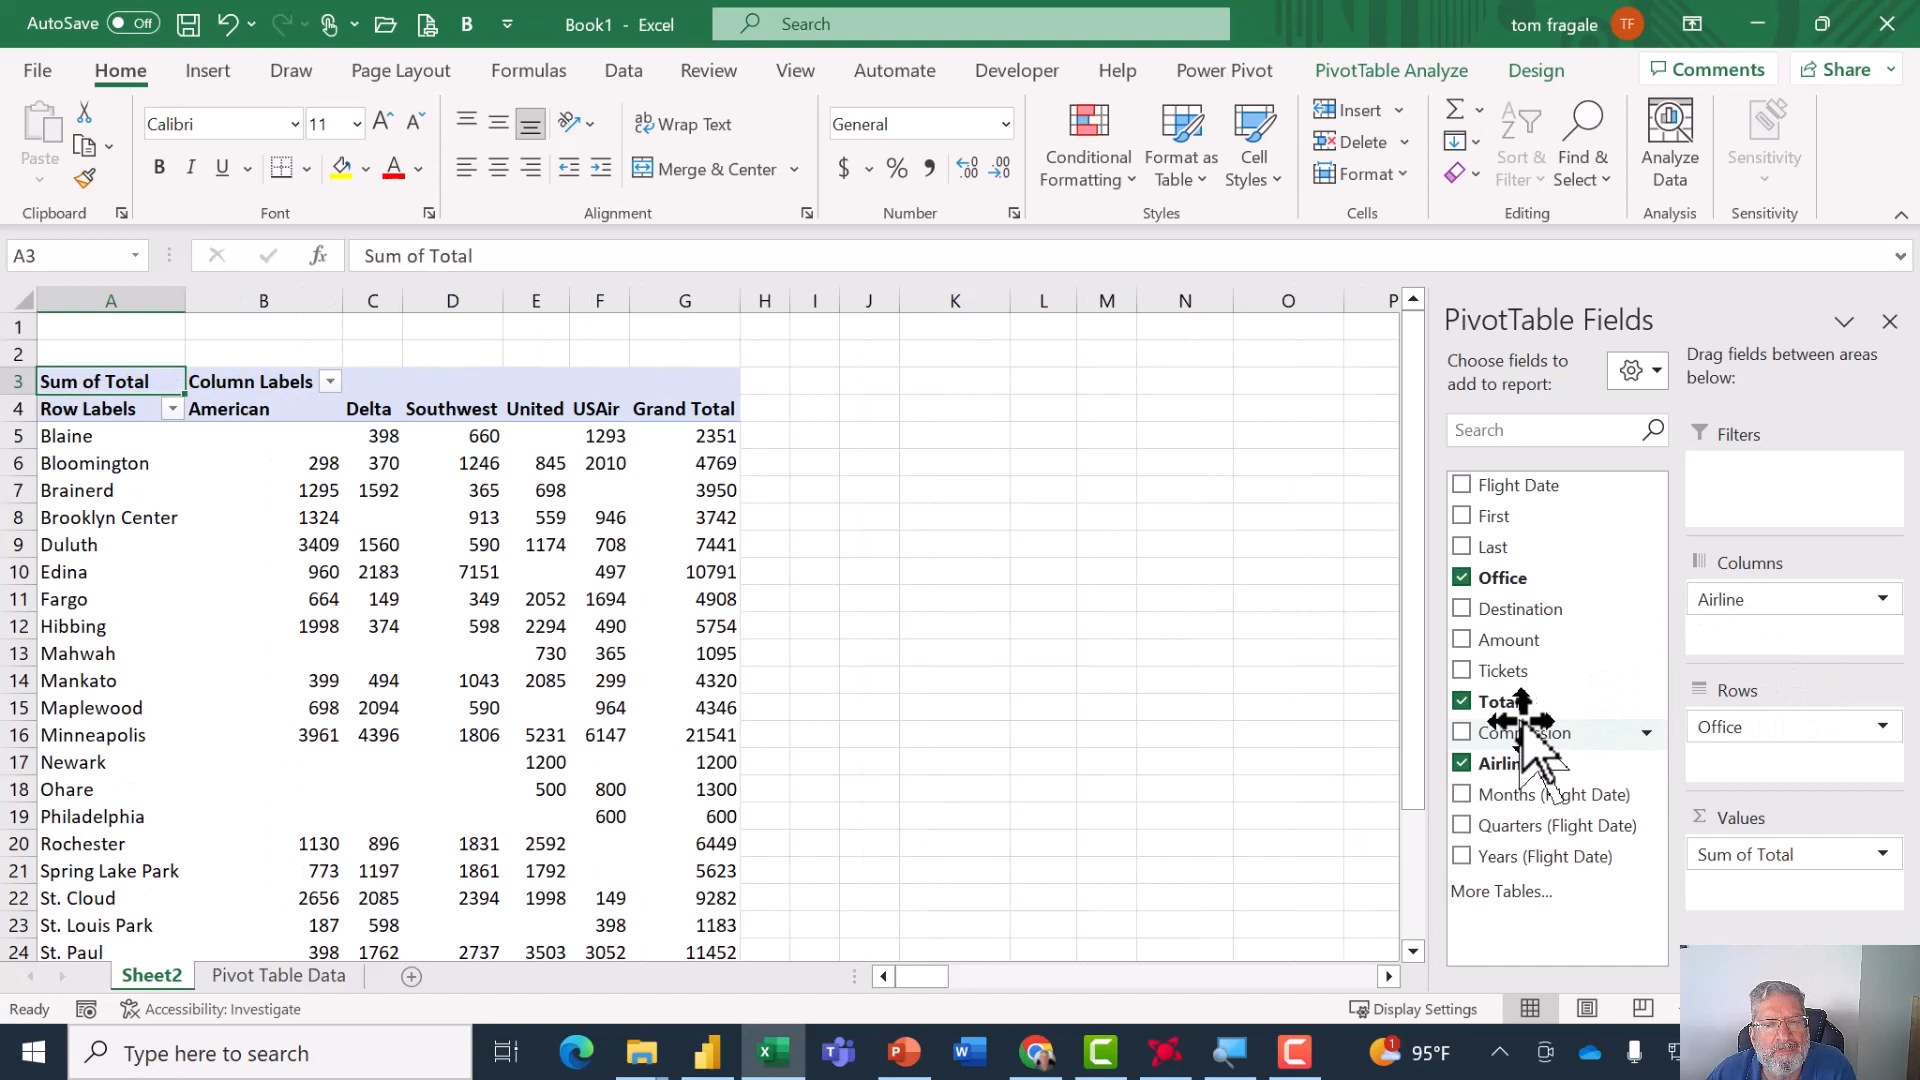 AutoSave Off B Book1 - Excel Search tom fragale TF
File Home Insert Draw Page Layout Formulas Data Review View Automate Developer Help Power Pivot PivotTable Analyze Design Comments Share
Paste Calibri 11 Wrap Text General Conditional Formatting Format as Table Cell Styles Insert Sort & Filter Find & Select Analyze Data Sensitivity
B I U Merge & Center $ % Delete
Format
Clipboard Font Alignment Number Styles Cells Editing Analysis Sensitivity
A3 fx Sum of Total
A B C D E F G H I J K L M N O P
1
2
3 Sum of Total Column Labels
4 Row Labels American Delta Southwest United USAir Grand Total
5 Blaine 398 660 1293 2351
6 Bloomington 298 370 1246 845 2010 4769
7 Brainerd 1295 1592 365 698 3950
8 Brooklyn Center 1324 913 559 946 3742
9 Duluth 3409 1560 590 1174 708 7441
10 Edina 960 2183 7151 497 10791
11 Fargo 664 149 349 2052 1694 4908
12 Hibbing 1998 374 598 2294 490 5754
13 Mahwah 730 365 1095
14 Mankato 399 494 1043 2085 299 4320
15 Maplewood 698 2094 590 964 4346
16 Minneapolis 3961 4396 1806 5231 6147 21541
17 Newark 1200 1200
18 Ohare 500 800 1300
19 Philadelphia 600 600
20 Rochester 1130 896 1831 2592 6449
21 Spring Lake Park 773 1197 1861 1792 5623
22 St. Cloud 2656 2085 2394 1998 149 9282
23 St. Louis Park 187 598 398 1183
24 St. Paul 398 1762 2737 3503 3052 11452
PivotTable Fields
Choose fields to
add to report:
Search
Flight Date
First
Last
Office
Destination
Amount
Tickets
Months (Flight Date)
Quarters (Flight Date)
Years (Flight Date)
More Tables...
Drag fields between areas
below:
Filters
Columns
Airline
Rows
Office
Values
Sum of Total
Sheet2 Pivot Table Data
Ready Accessibility: Investigate Display Settings
Type here to search 1 95°F